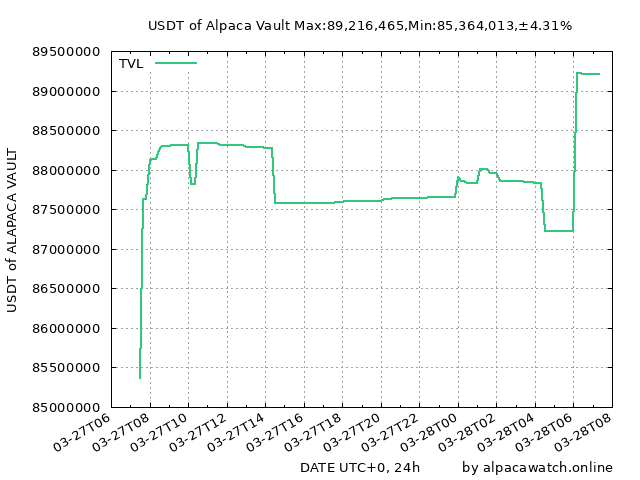 USDT of Alpaca Vault Max:89,216,465,Min:85,364,013,±4.31%
TVL
89500000
89000000
88500000
88000000
87500000
87000000
86500000
86000000
85500000
85000000
USDT of ALAPACA VAULT
03-27T06
03-27T08
03-27T10
03-27T12
03-27T14
03-27T16
03-27T18
03-27T20
03-27T22
03-28T00
03-28T02
03-28T04
03-28T06
03-28T08
DATE UTC+0, 24h
by alpacawatch.online